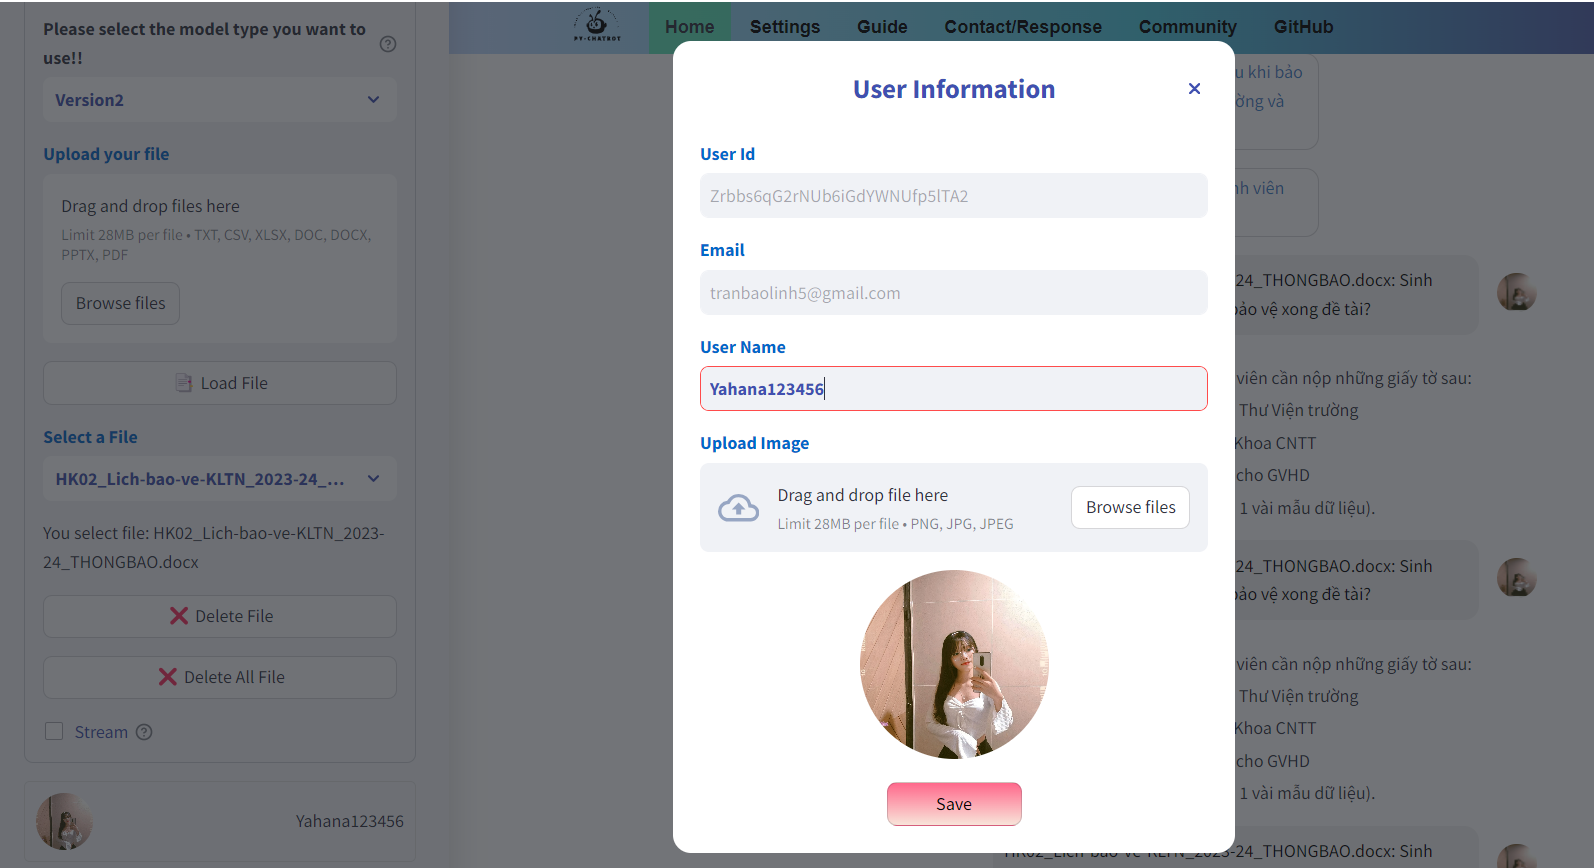 Please select the model type you want to
use!!
Version2
Upload your file
Drag and drop files here
Limit 28MB per file • TXT, CSV, XLSX, DOC, DOCX,
PPTX, PDF
Browse files
Load File
Select a File
HK02_Lich-bao-ve-KLTN_2023-24_...
You select file: HK02_Lich-bao-ve-KLTN_2023-
24_THONGBAO.docx
Delete File
Delete All File
Stream
Yahana123456
PY-CHATBOT
Home Settings Guide Contact/Response Community GitHub
User Information
User Id
Zrbbs6qG2rNUb6iGdYWNUfp5lTA2
Email
tranbaolinh5@gmail.com
User Name
Yahana123456
Upload Image
Drag and drop file here
Limit 28MB per file • PNG, JPG, JPEG
Browse files
Save
u khi bảo
ờng và
nh viên
24_THONGBAO.docx: Sinh
bảo vệ xong đề tài?
viên cần nộp những giấy tờ sau:
Thư Viện trường
Khoa CNTT
cho GVHD
1 vài mẫu dữ liệu).
24_THONGBAO.docx: Sinh
bảo vệ xong đề tài?
viên cần nộp những giấy tờ sau:
Thư Viện trường
Khoa CNTT
cho GVHD
1 vài mẫu dữ liệu).
HK02_Lich-bao-ve-KLTN_2023-24_THONGBAO.docx: Sinh